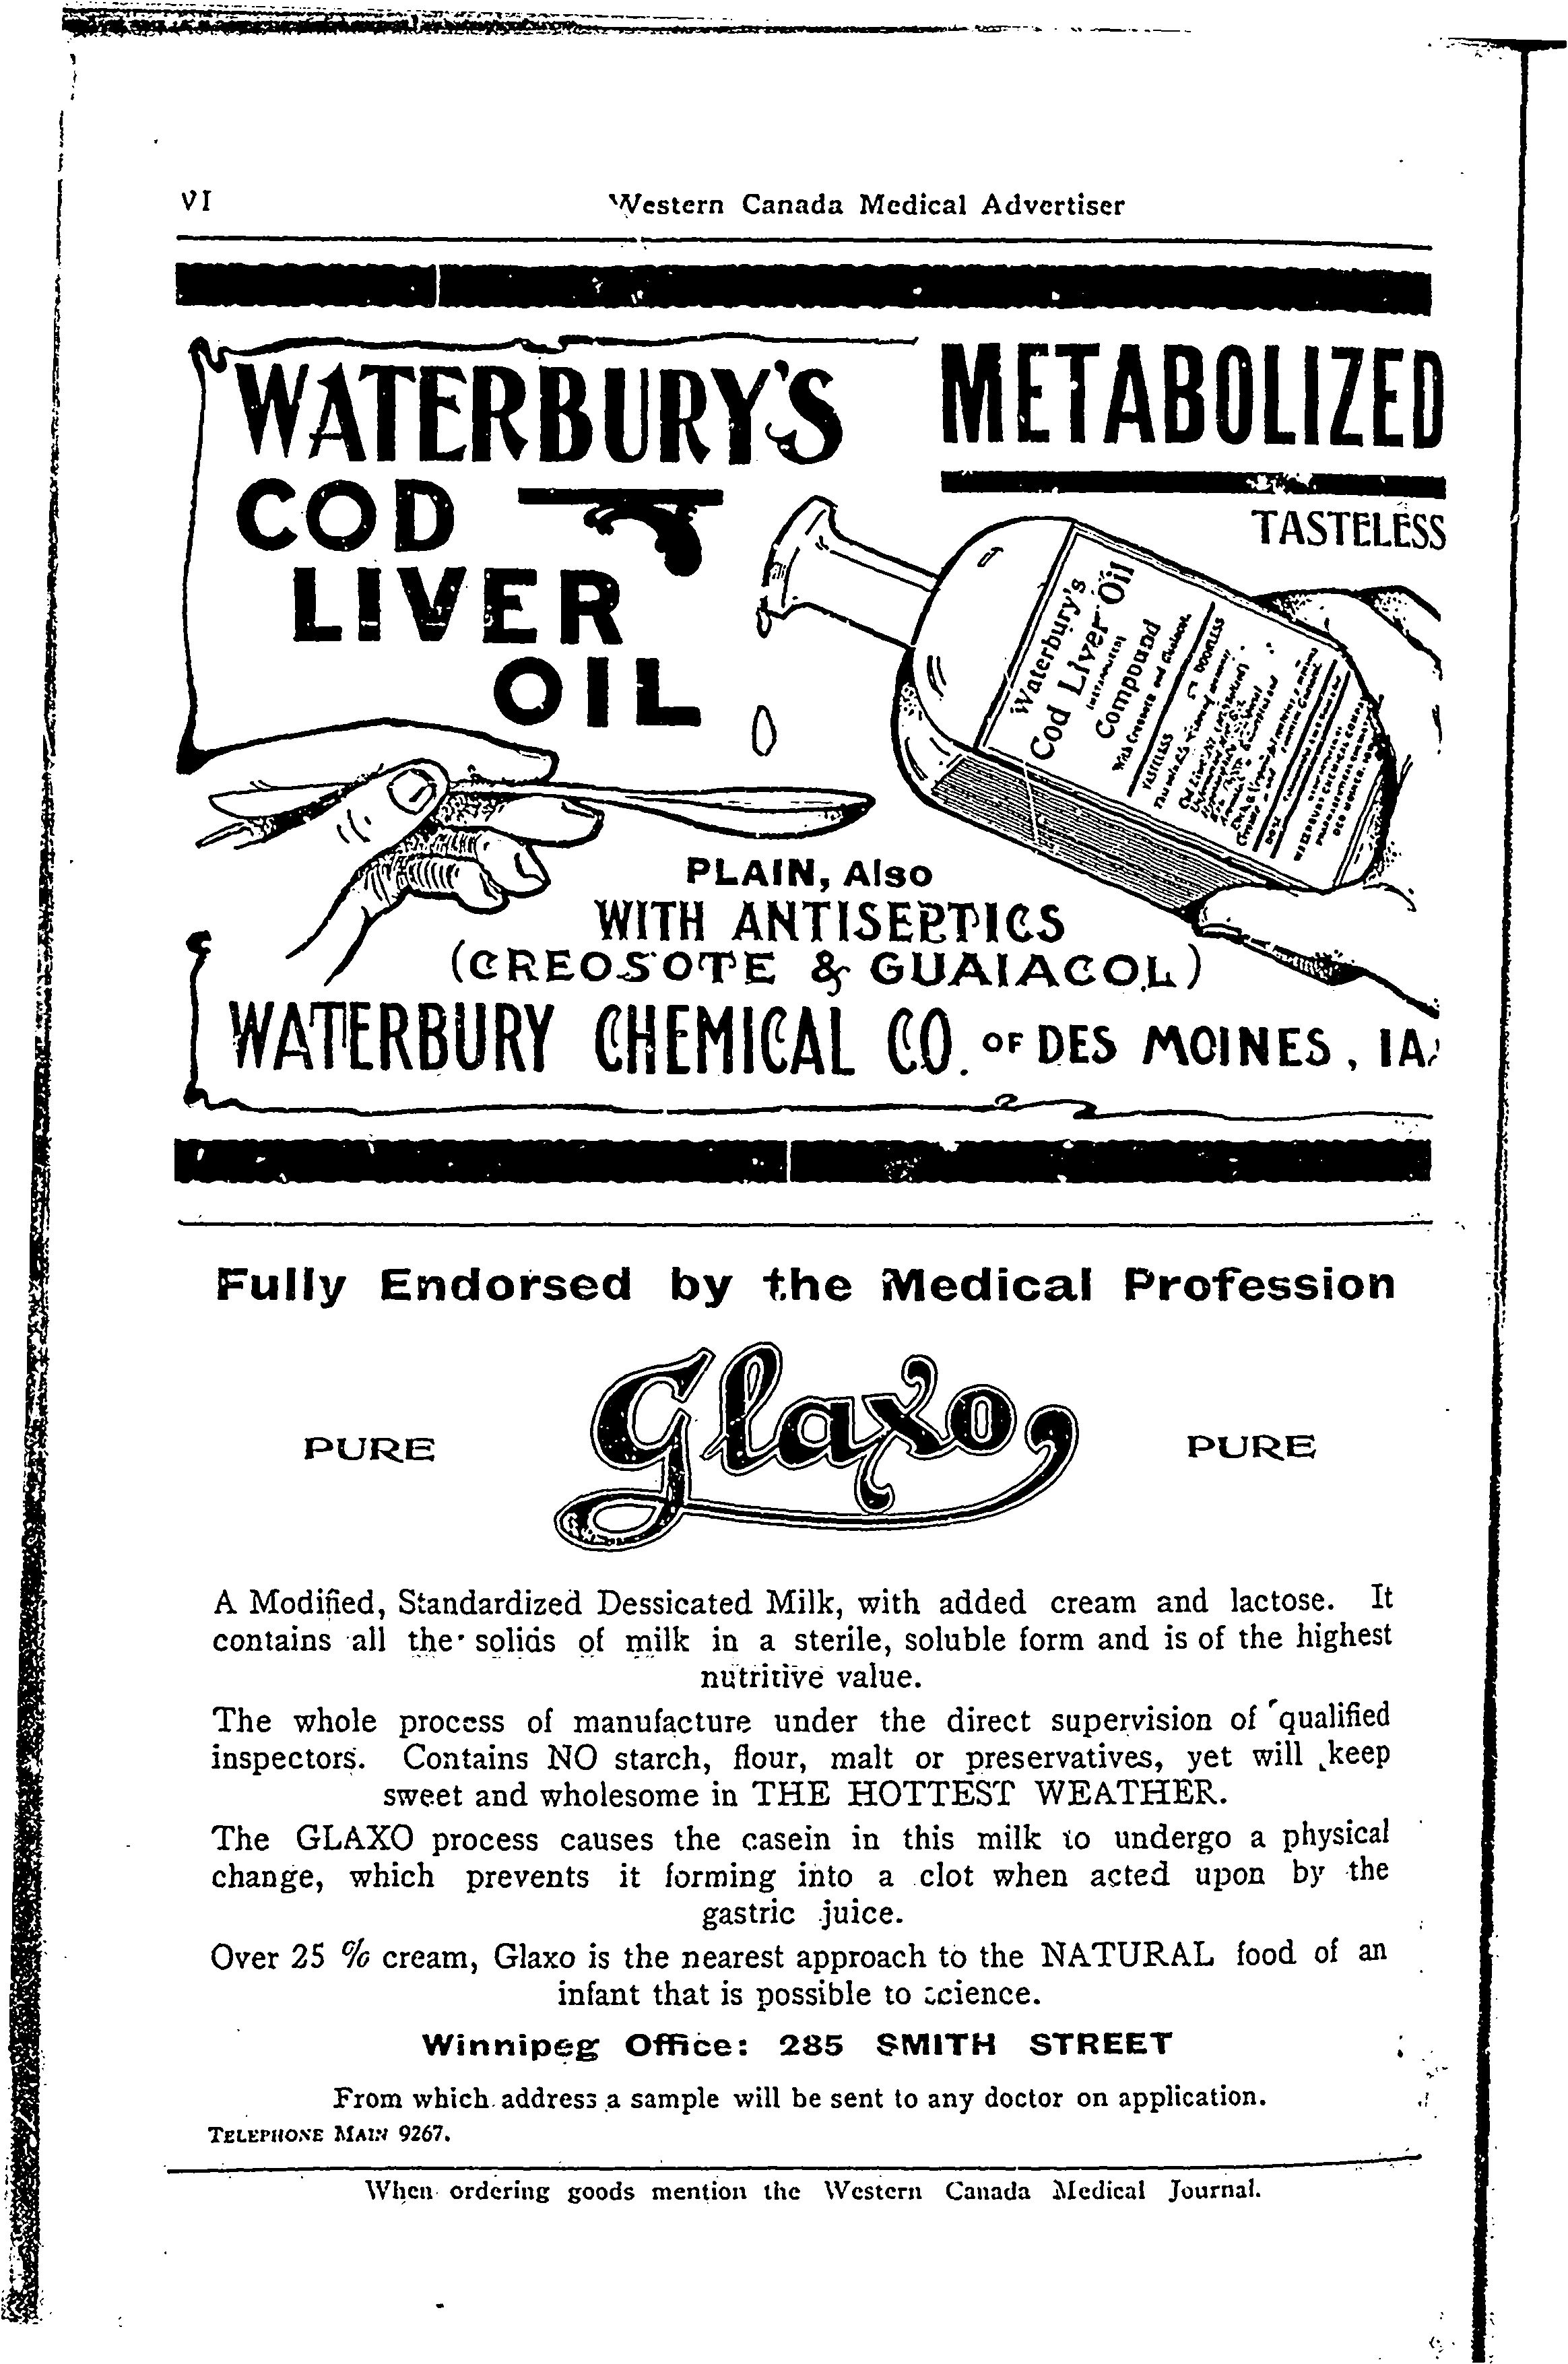 VI
Western Canada Medical Advertiser
WATERBURY'S
COD
LIVER
OIL
METABOLIZED
TASTELESS
Waterbury's
Cod Liver Oil
Compound
With Creosote and Guaiacol
TASTELESS ODORLESS
PLAIN, Also
WITH ANTISEPTICS
(CREOSOTE & GUAIACOL)
WATERBURY CHEMICAL CO. OF DES MOINES, IA.
Fully Endorsed by the Medical Profession
PURE
Glaxo
PURE
A Modified, Standardized Dessicated Milk, with added cream and lactose. It
contains all the solids of milk in a sterile, soluble form and is of the highest
nutritive value.
The whole process of manufacture under the direct supervision of qualified
inspectors. Contains NO starch, flour, malt or preservatives, yet will keep
sweet and wholesome in THE HOTTEST WEATHER.
The GLAXO process causes the casein in this milk to undergo a physical
change, which prevents it forming into a clot when acted upon by the
gastric juice.
Over 25 % cream, Glaxo is the nearest approach to the NATURAL food of an
infant that is possible to science.
Winnipeg Office: 285 SMITH STREET
From which address a sample will be sent to any doctor on application.
TELEPHONE MAIN 9267.
When ordering goods mention the Western Canada Medical Journal.